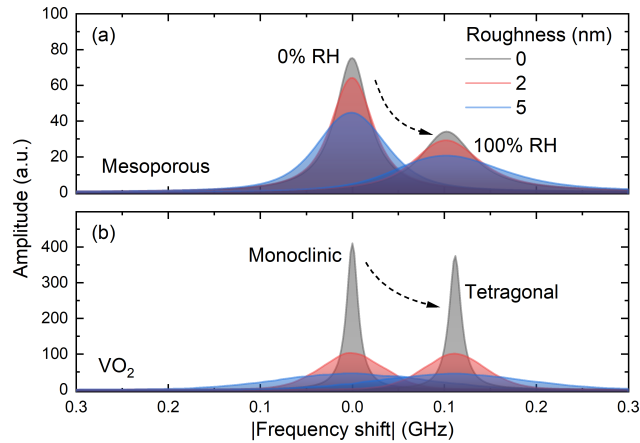 100
80
60
40
20
0
(a)
0% RH
Roughness (nm)
0
2
5
100% RH
Mesoporous
Amplitude (a.u.)
400
300
200
100
0
(b)
Monoclinic
Tetragonal
VO₂
0.3 0.2 0.1 0.0 0.1 0.2 0.3
|Frequency shift| (GHz)